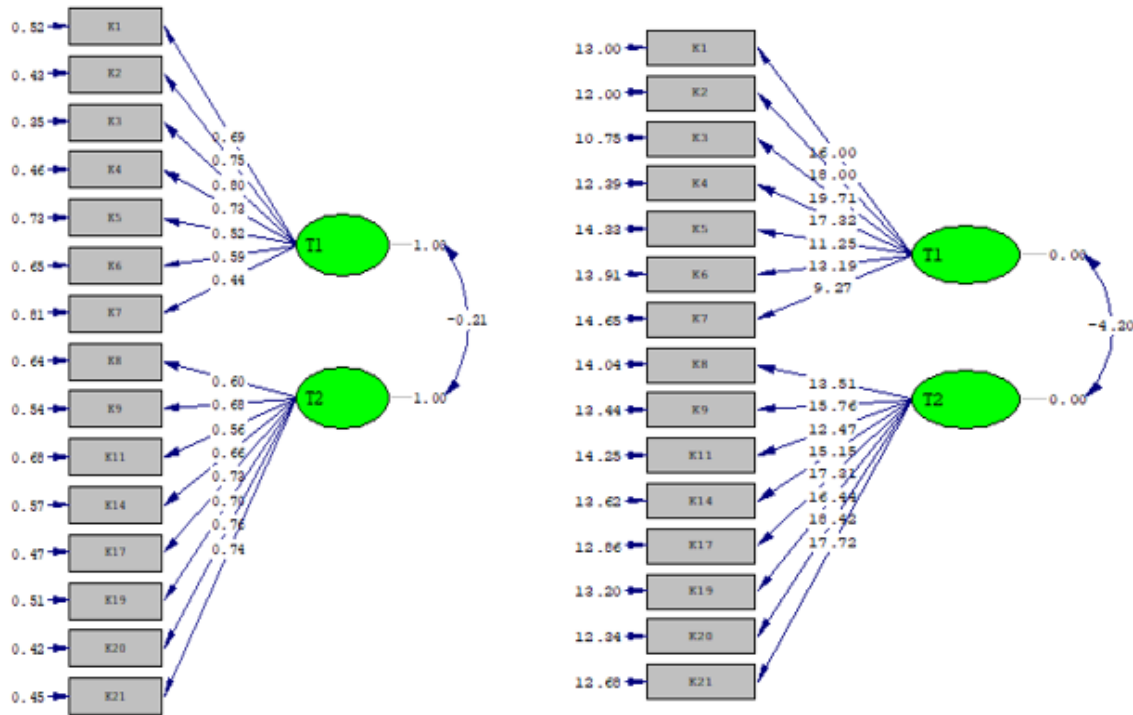 0.52 K1
0.43 K2
0.35 K3
0.46 K4
0.73 K5
0.65 K6
0.81 K7
0.64 K8
0.54 K9
0.68 K11
0.57 K14
0.47 K17
0.51 K19
0.42 K20
0.45 K21
0.69
0.75
0.80
0.73
0.52
0.59
0.44
0.60
0.68
0.56
0.66
0.73
0.70
0.76
0.74
T1 1.00
-0.21
T2 1.00
13.00 K1
12.00 K2
10.75 K3
12.39 K4
14.33 K5
13.91 K6
14.65 K7
14.04 K8
13.44 K9
14.25 K11
13.62 K14
12.86 K17
13.20 K19
12.34 K20
12.68 K21
16.00
18.00
19.71
17.32
11.25
13.19
9.27
13.51
15.76
12.47
15.15
17.31
16.44
18.42
17.72
T1 0.00
-4.20
T2 0.00